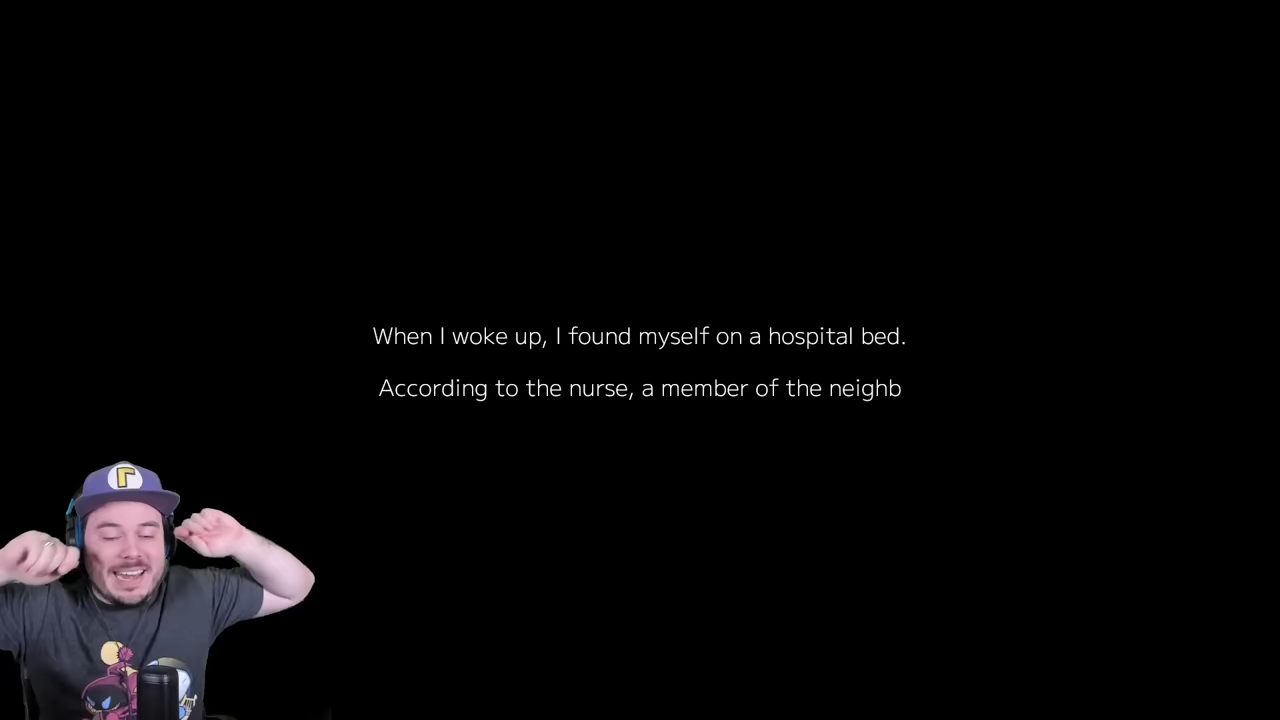 When I woke up, I found myself on a hospital bed.
According to the nurse, a member of the neighb